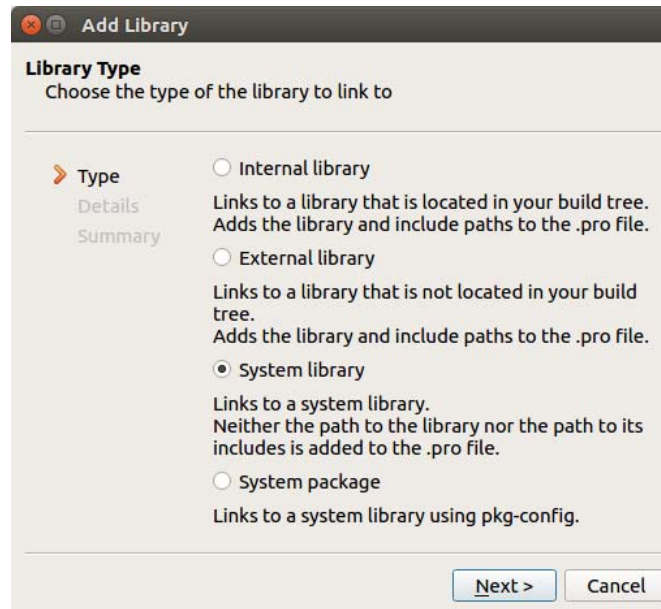 Add Library
Library Type
Choose the type of the library to link to
Type
Details
Summary
Internal library
Links to a library that is located in your build tree.
Adds the library and include paths to the .pro file.
External library
Links to a library that is not located in your build
tree.
Adds the library and include paths to the .pro file.
System library
Links to a system library.
Neither the path to the library nor the path to its
includes is added to the .pro file.
System package
Links to a system library using pkg-config.
Next >
Cancel